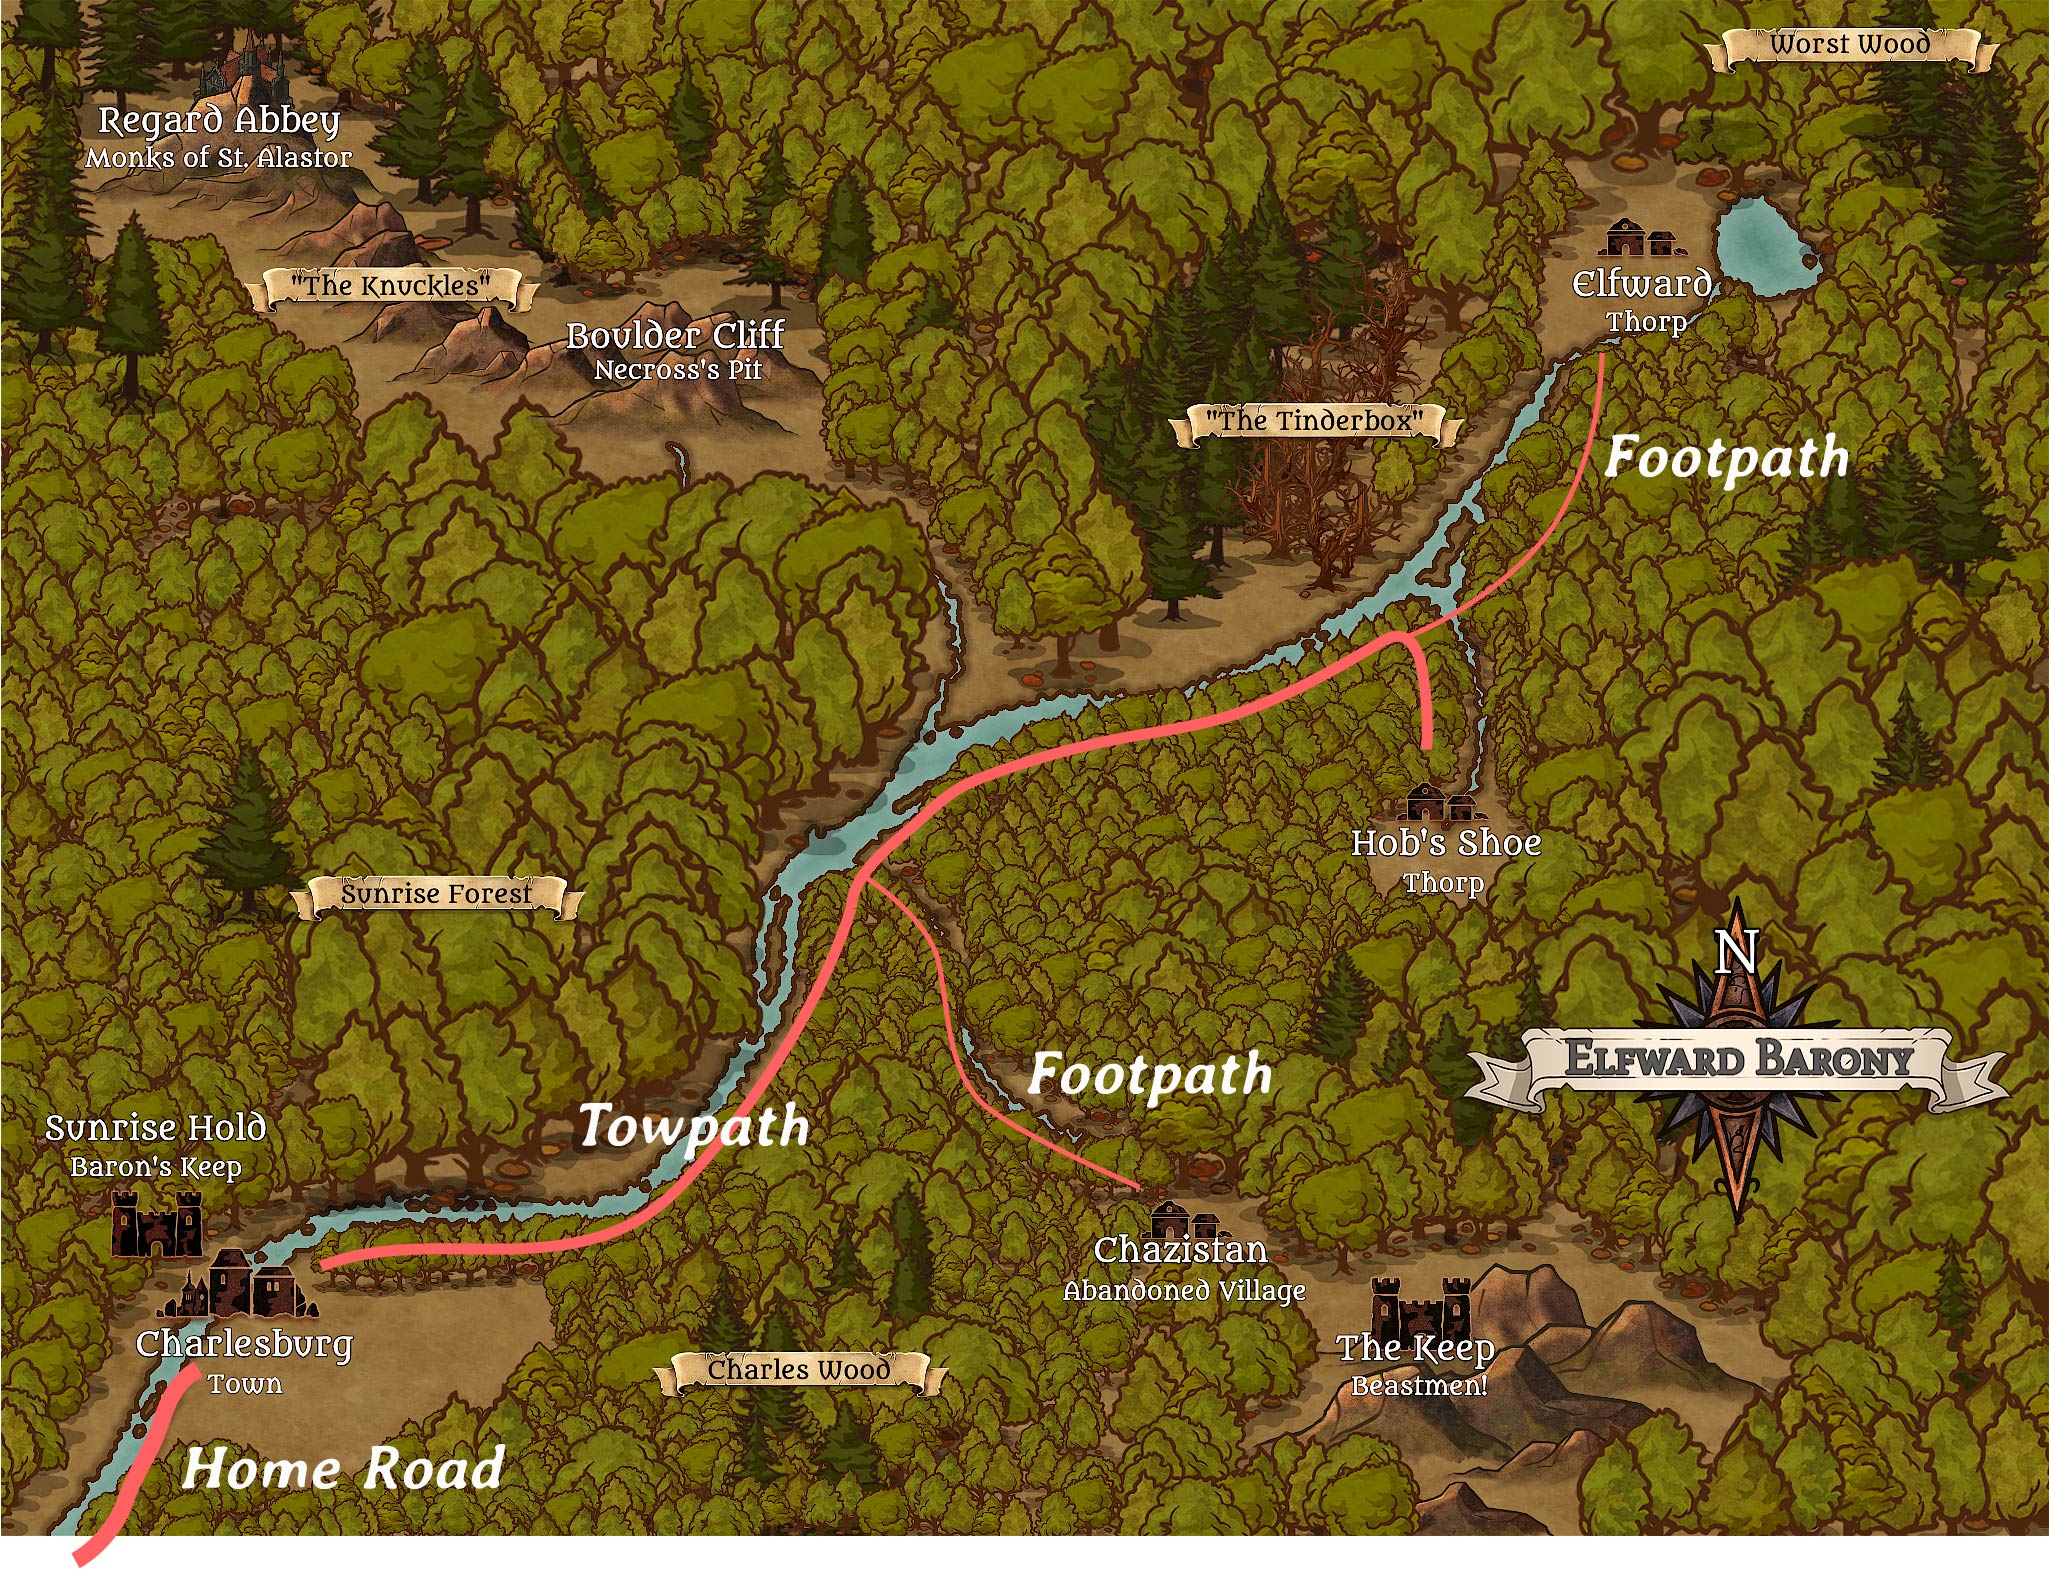 Worst Wood
Regard Abbey
Monks of St. Alastor
"The Knuckles"
Elfward
Thorp
Boulder Cliff
Necross's Pit
"The Tinderbox"
Footpath
Hob's Shoe
Thorp
Sunrise Forest
N
Elfward Barony
Footpath
Towpath
Sunrise Hold
Baron's Keep
Chazistan
Abandoned Village
Charlesburg
Town
The Keep
Beastmen!
Charles Wood
Home Road